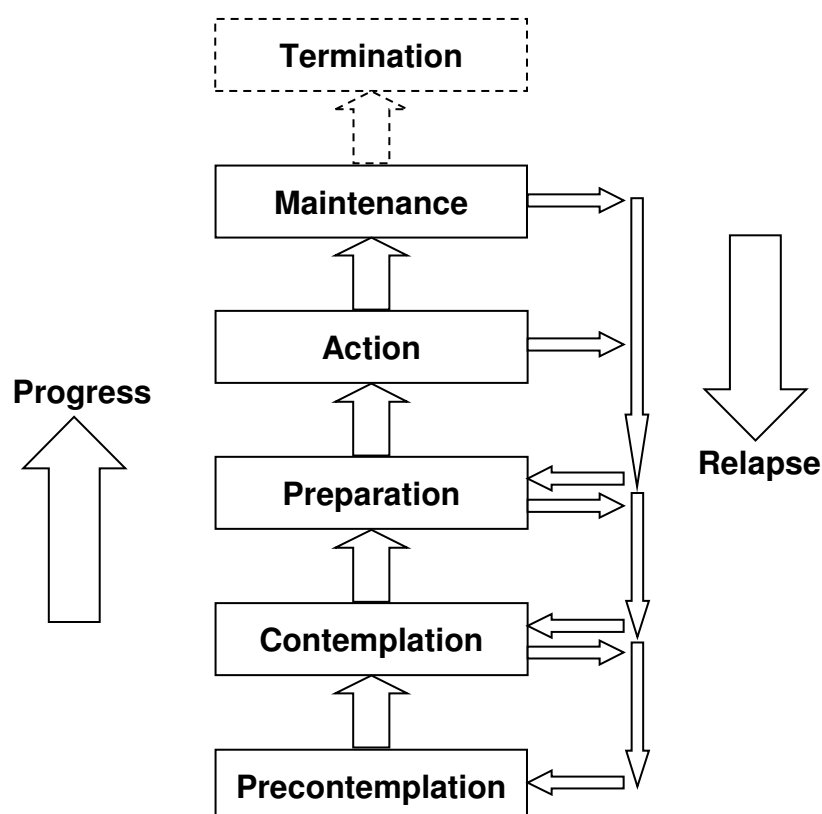 Termination
Maintenance
Action
Progress
Relapse
Preparation
Contemplation
Precontemplation